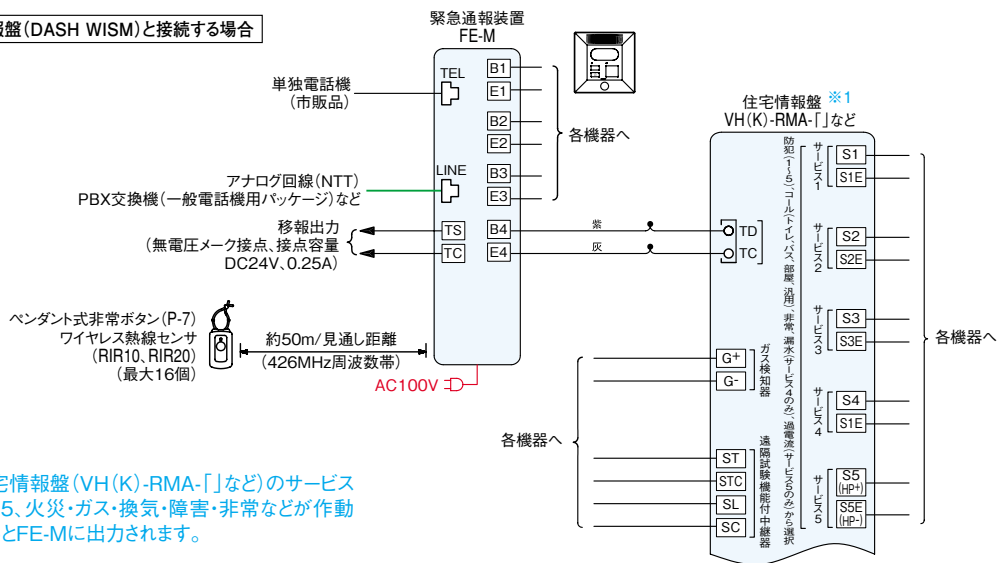 報盤（DASH WISM）と接続する場合
緊急通報装置
FE-M
TEL
単独電話機
（市販品）
LINE
アナログ回線（NTT）
PBX交換機（一般電話機用パッケージ）など
移報出力
（無電圧メーク接点、接点容量
DC24V、0.25A）
TS
TC
B1
E1
B2
E2
B3
E3
B4
E4
各機器へ
紫
灰
ペンダント式非常ボタン（P-7）
ワイヤレス熱線センサ
（RIR10、RIR20）
（最大16個）
約50m/見通し距離
（426MHz周波数帯）
AC100V
住宅情報盤 ※1
VH（K）-RMA-「」など
TD
TC
防犯（1〜5）、コール（トイレ、バス、部屋、汎用）、非常、漏水（サービス4のみ）、過電流（サービス5のみ）から選択
サービス1
S1
S1E
サービス2
S2
S2E
サービス3
S3
S3E
サービス4
S4
S1E
サービス5
S5
(HP+)
S5E
(HP-)
各機器へ
G+
G-
ガス検知器
各機器へ
ST
STC
SL
SC
遠隔試験機能付中継器
宅情報盤（VH（K）-RMA-「」など）のサービス
5、火災・ガス・換気・障害・非常などが作動
とFE-Mに出力されます。